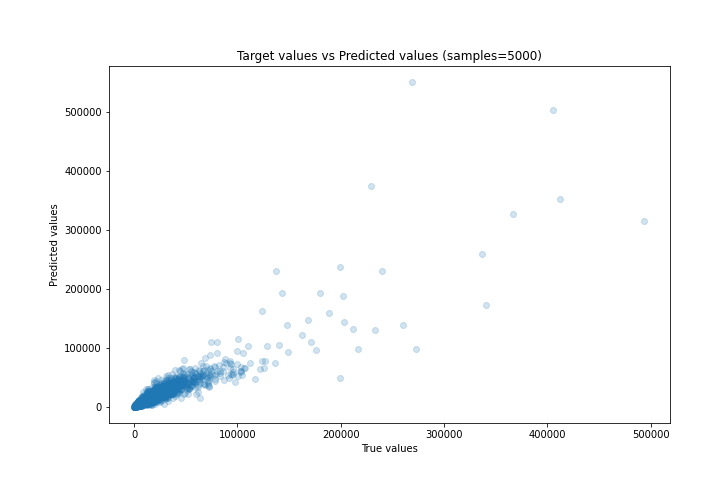 Target values vs Predicted values (samples=5000)
Predicted values
500000
400000
300000
200000
100000
0
0 100000 200000 300000 400000 500000
True values